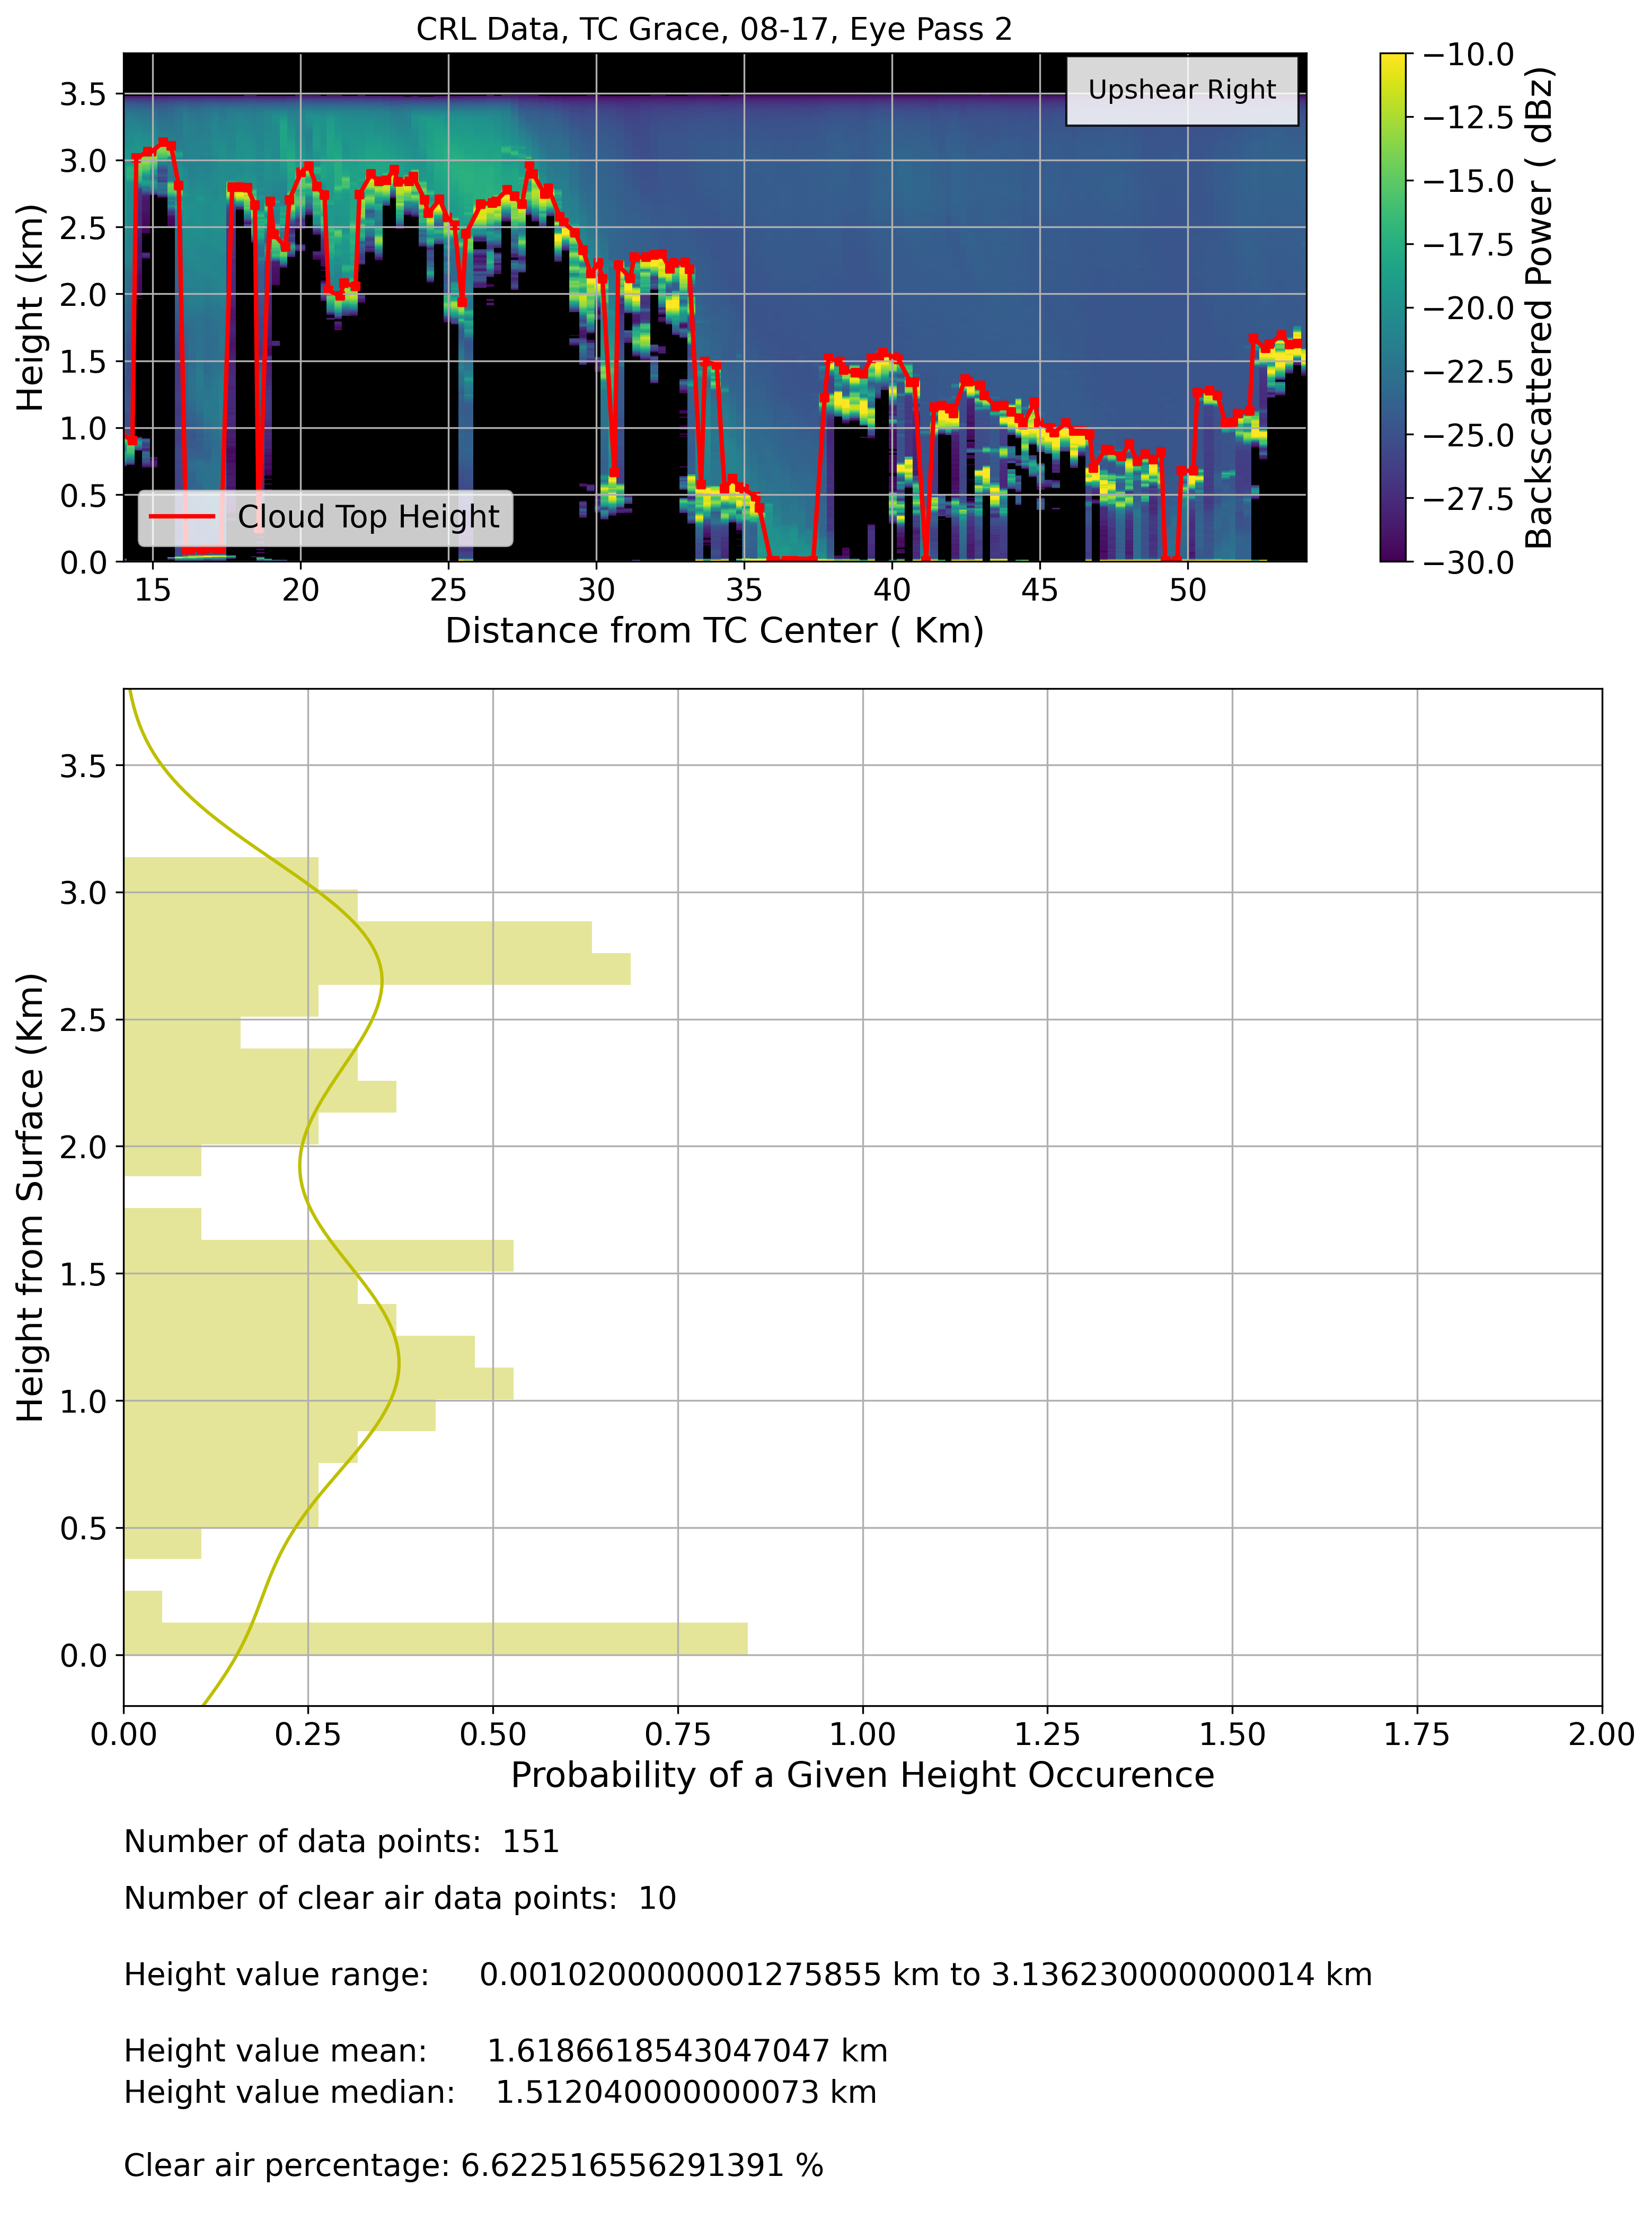 CRL Data, TC Grace, 08-17, Eye Pass 2
Upshear Right
Cloud Top Height
Height (km)
3.5
3.0
2.5
2.0
1.5
1.0
0.5
0.0
15 20 25 30 35 40 45 50
Distance from TC Center ( Km)
−10.0
−12.5
−15.0
−17.5
−20.0
−22.5
−25.0
−27.5
−30.0
Backscattered Power ( dBz)
Height from Surface (Km)
3.5
3.0
2.5
2.0
1.5
1.0
0.5
0.0
0.00 0.25 0.50 0.75 1.00 1.25 1.50 1.75 2.00
Probability of a Given Height Occurence
Number of data points: 151
Number of clear air data points: 10
Height value range: 0.0010200000001275855 km to 3.136230000000014 km
Height value mean: 1.6186618543047047 km
Height value median: 1.512040000000073 km
Clear air percentage: 6.622516556291391 %